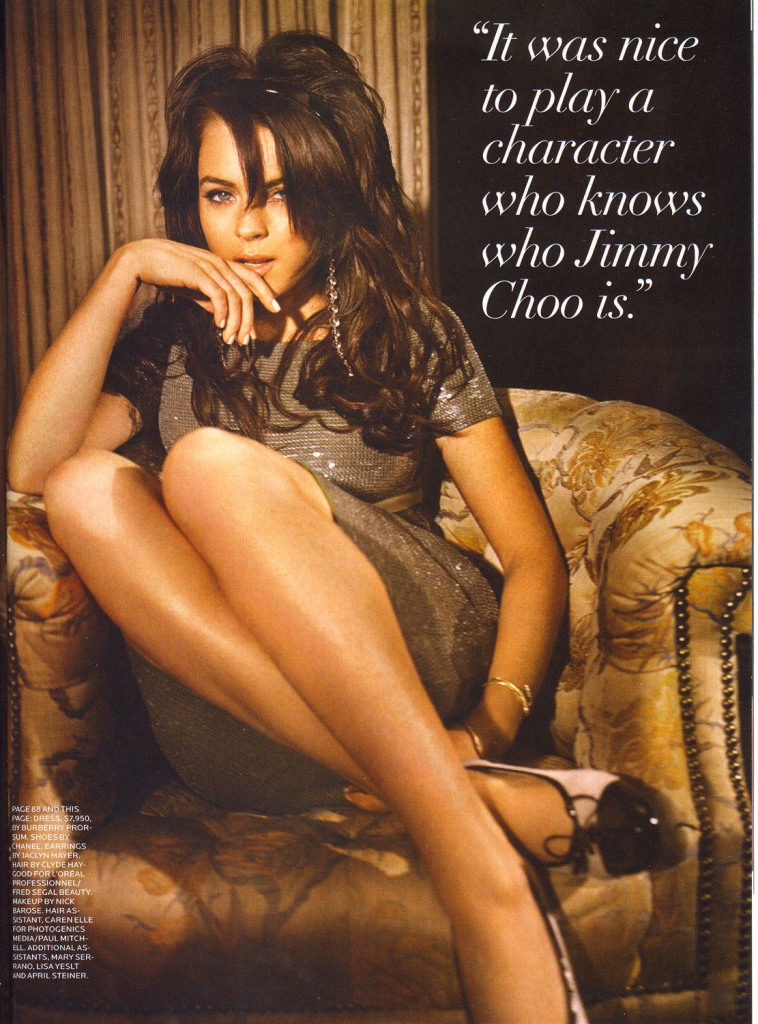 “It was nice
to play a
character
who knows
who Jimmy
Choo is.”
PAGE 88 AND THIS
PAGE: DRESS, $7,950,
BY BURBERRY PROR-
SUM. SHOES BY
CHANEL. EARRINGS
BY JACLYN MAYER.
HAIR BY CLYDE HAY-
GOOD FOR L'ORÉAL
PROFESSIONNEL/
FRED SEGAL BEAUTY.
MAKEUP BY NICK
BAROSE. HAIR AS-
SISTANT, CAREN ELLE
FOR PHOTOGENICS
MEDIA/PAUL MITCH-
ELL. ADDITIONAL AS-
SISTANTS, MARY SER-
RANO, LISA YESLT
AND APRIL STEINER.